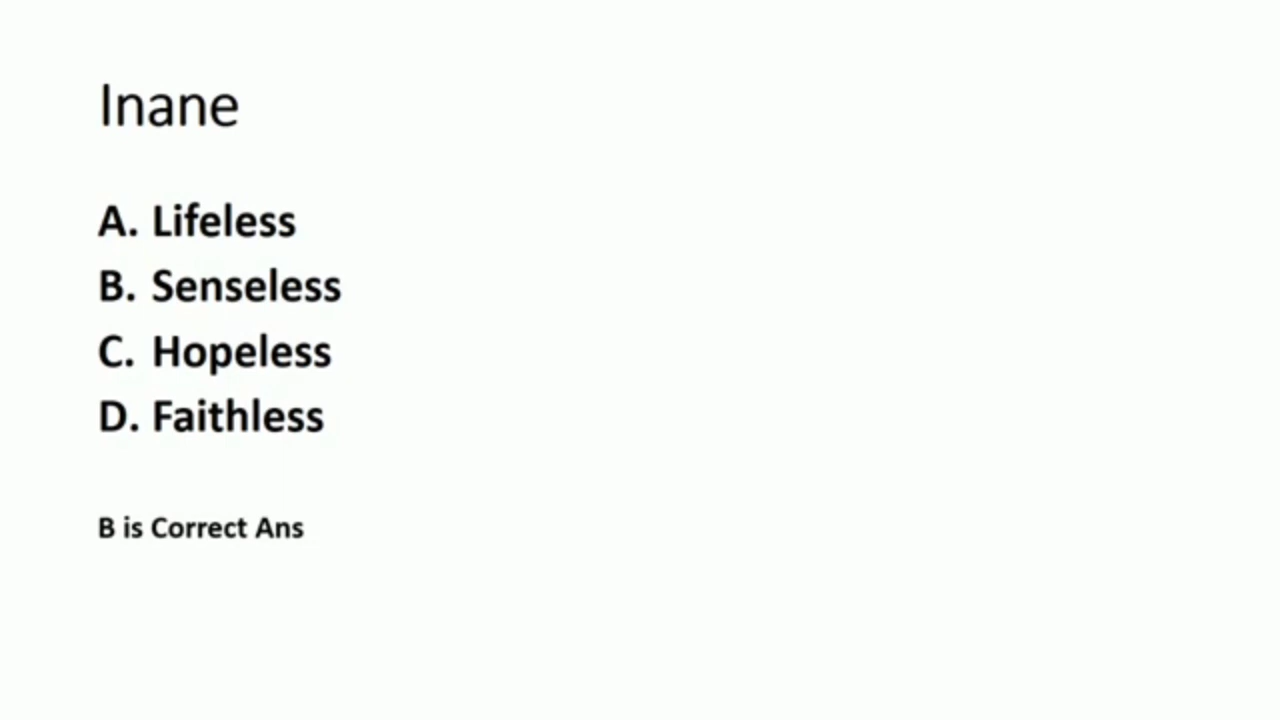 Inane
A. Lifeless
B. Senseless
C. Hopeless
D. Faithless
B is Correct Ans